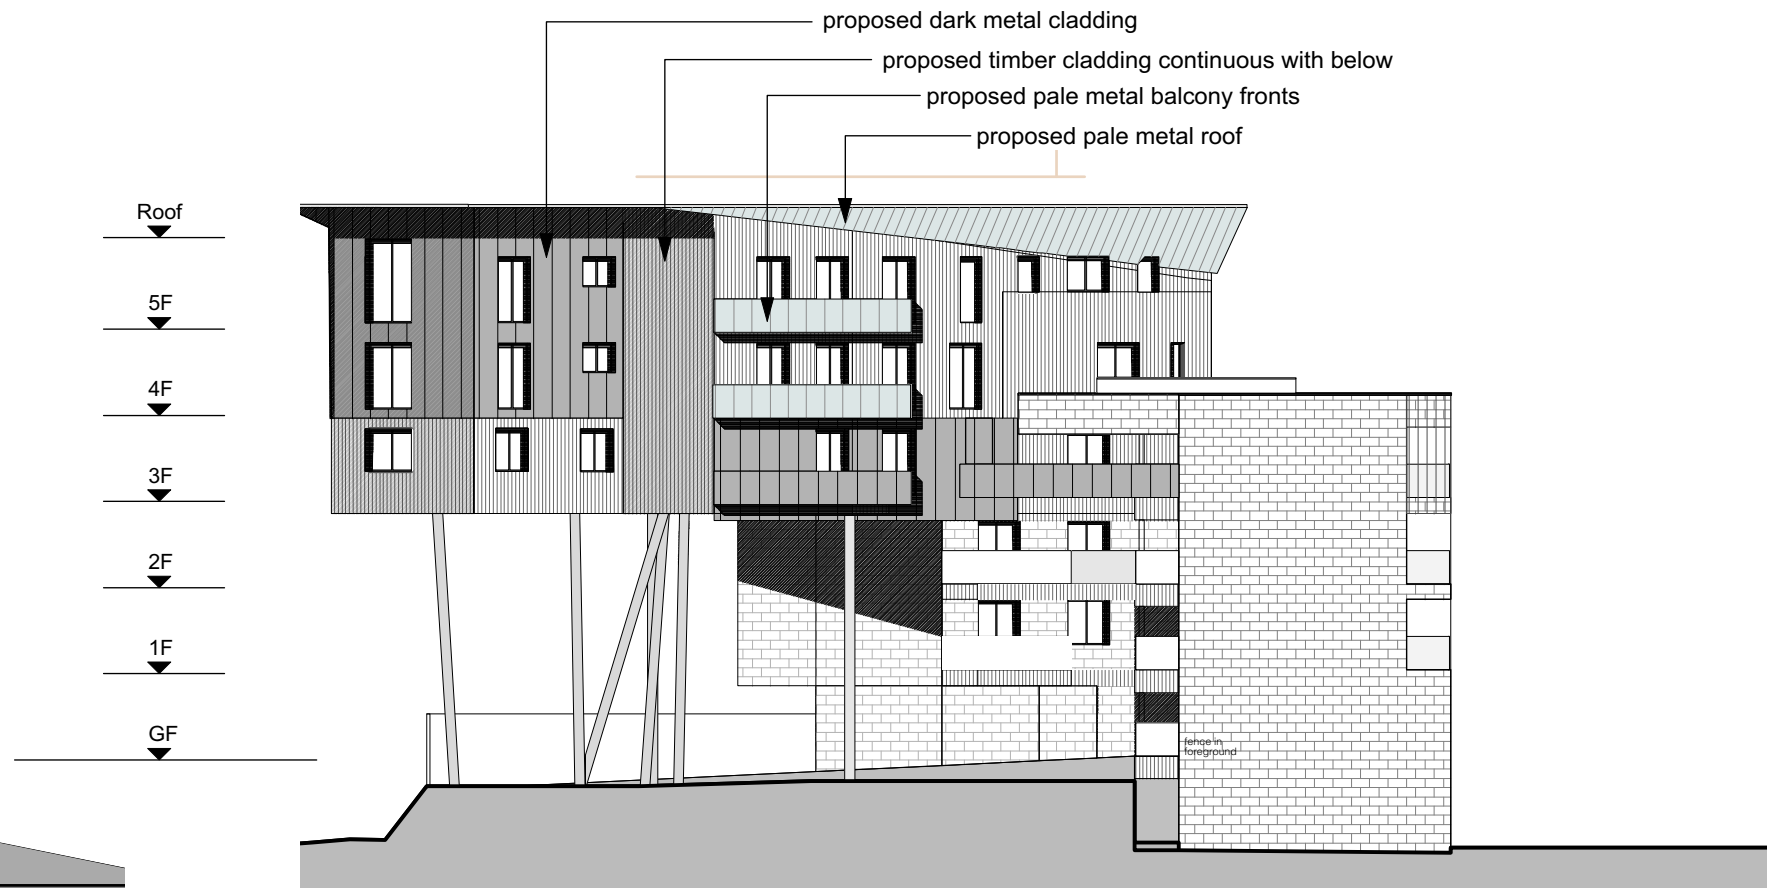 proposed dark metal cladding
proposed timber cladding continuous with below
proposed pale metal balcony fronts
proposed pale metal roof
Roof
5F
4F
3F
2F
1F
GF
fence in
foreground